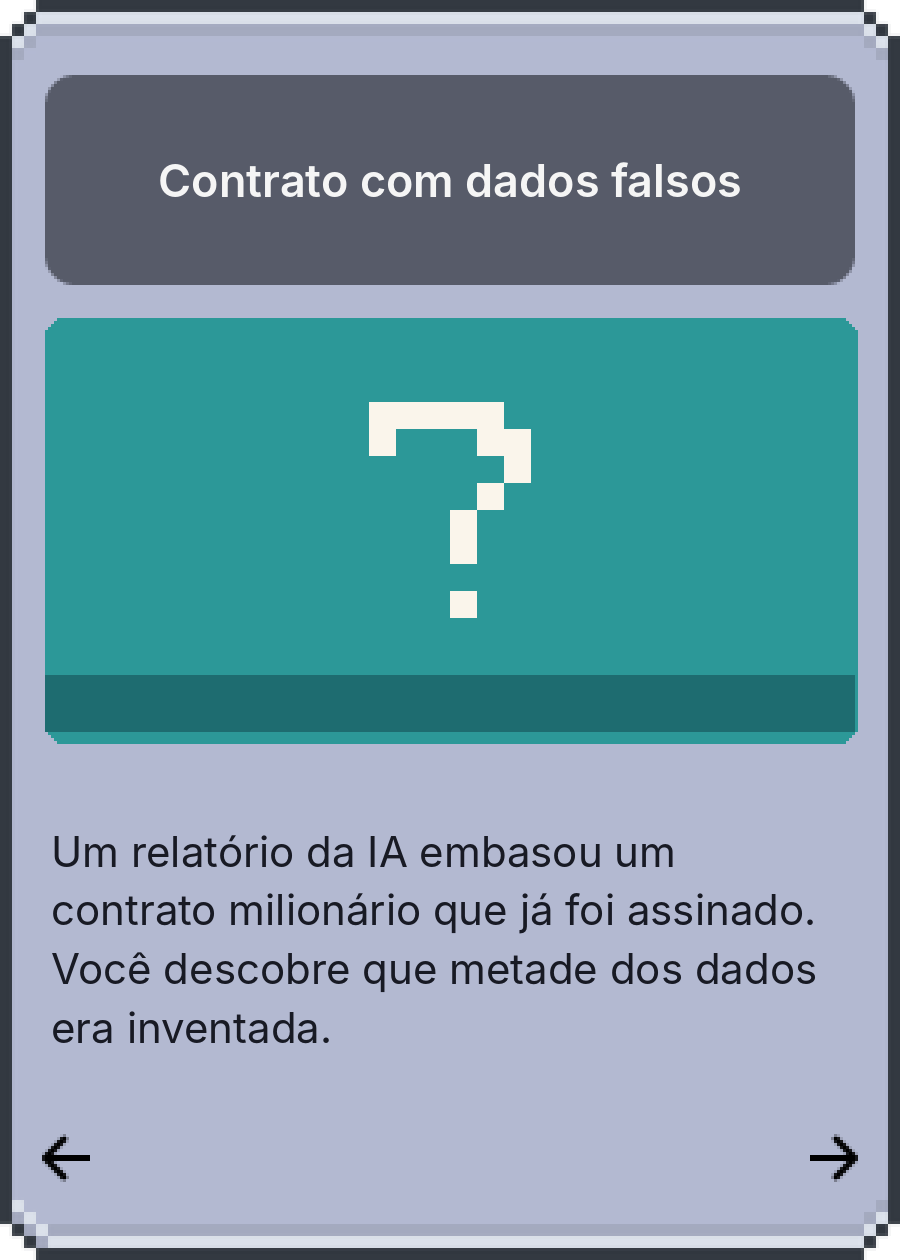 Contrato com dados falsos
?
Um relatório da IA embasou um
contrato milionário que já foi assinado.
Você descobre que metade dos dados
era inventada.